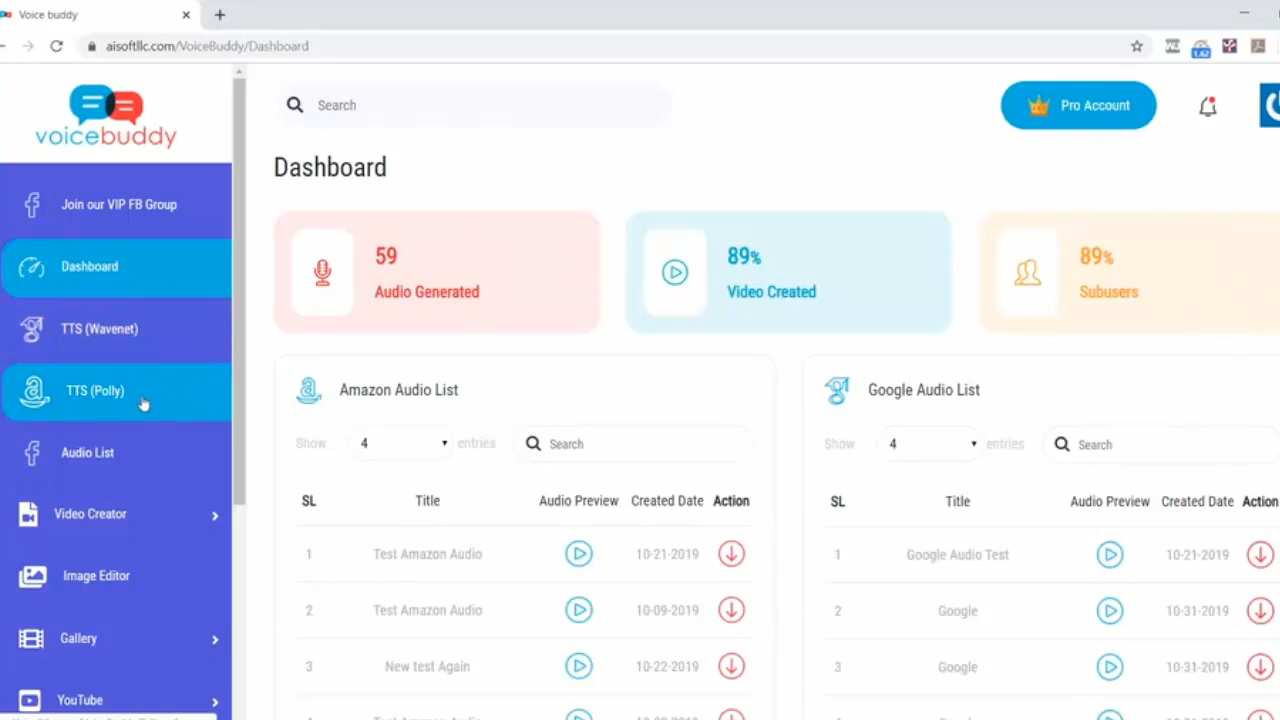 Voice buddy
aisoftllc.com/VoiceBuddy/Dashboard
1.62
voicebuddy
Search
Pro Account
Join our VIP FB Group
Dashboard
TTS (Wavenet)
TTS (Polly)
Audio List
Video Creator
Image Editor
Gallery
YouTube
Dashboard
59
Audio Generated
89%
Video Created
89%
Subusers
Amazon Audio List
Show 4 entries Search
SL Title Audio Preview Created Date Action
1 Test Amazon Audio 10-21-2019
2 Test Amazon Audio 10-09-2019
3 New test Again 10-22-2019
Google Audio List
Show 4 entries Search
SL Title Audio Preview Created Date Action
1 Google Audio Test 10-21-2019
2 Google 10-31-2019
3 Google 10-31-2019